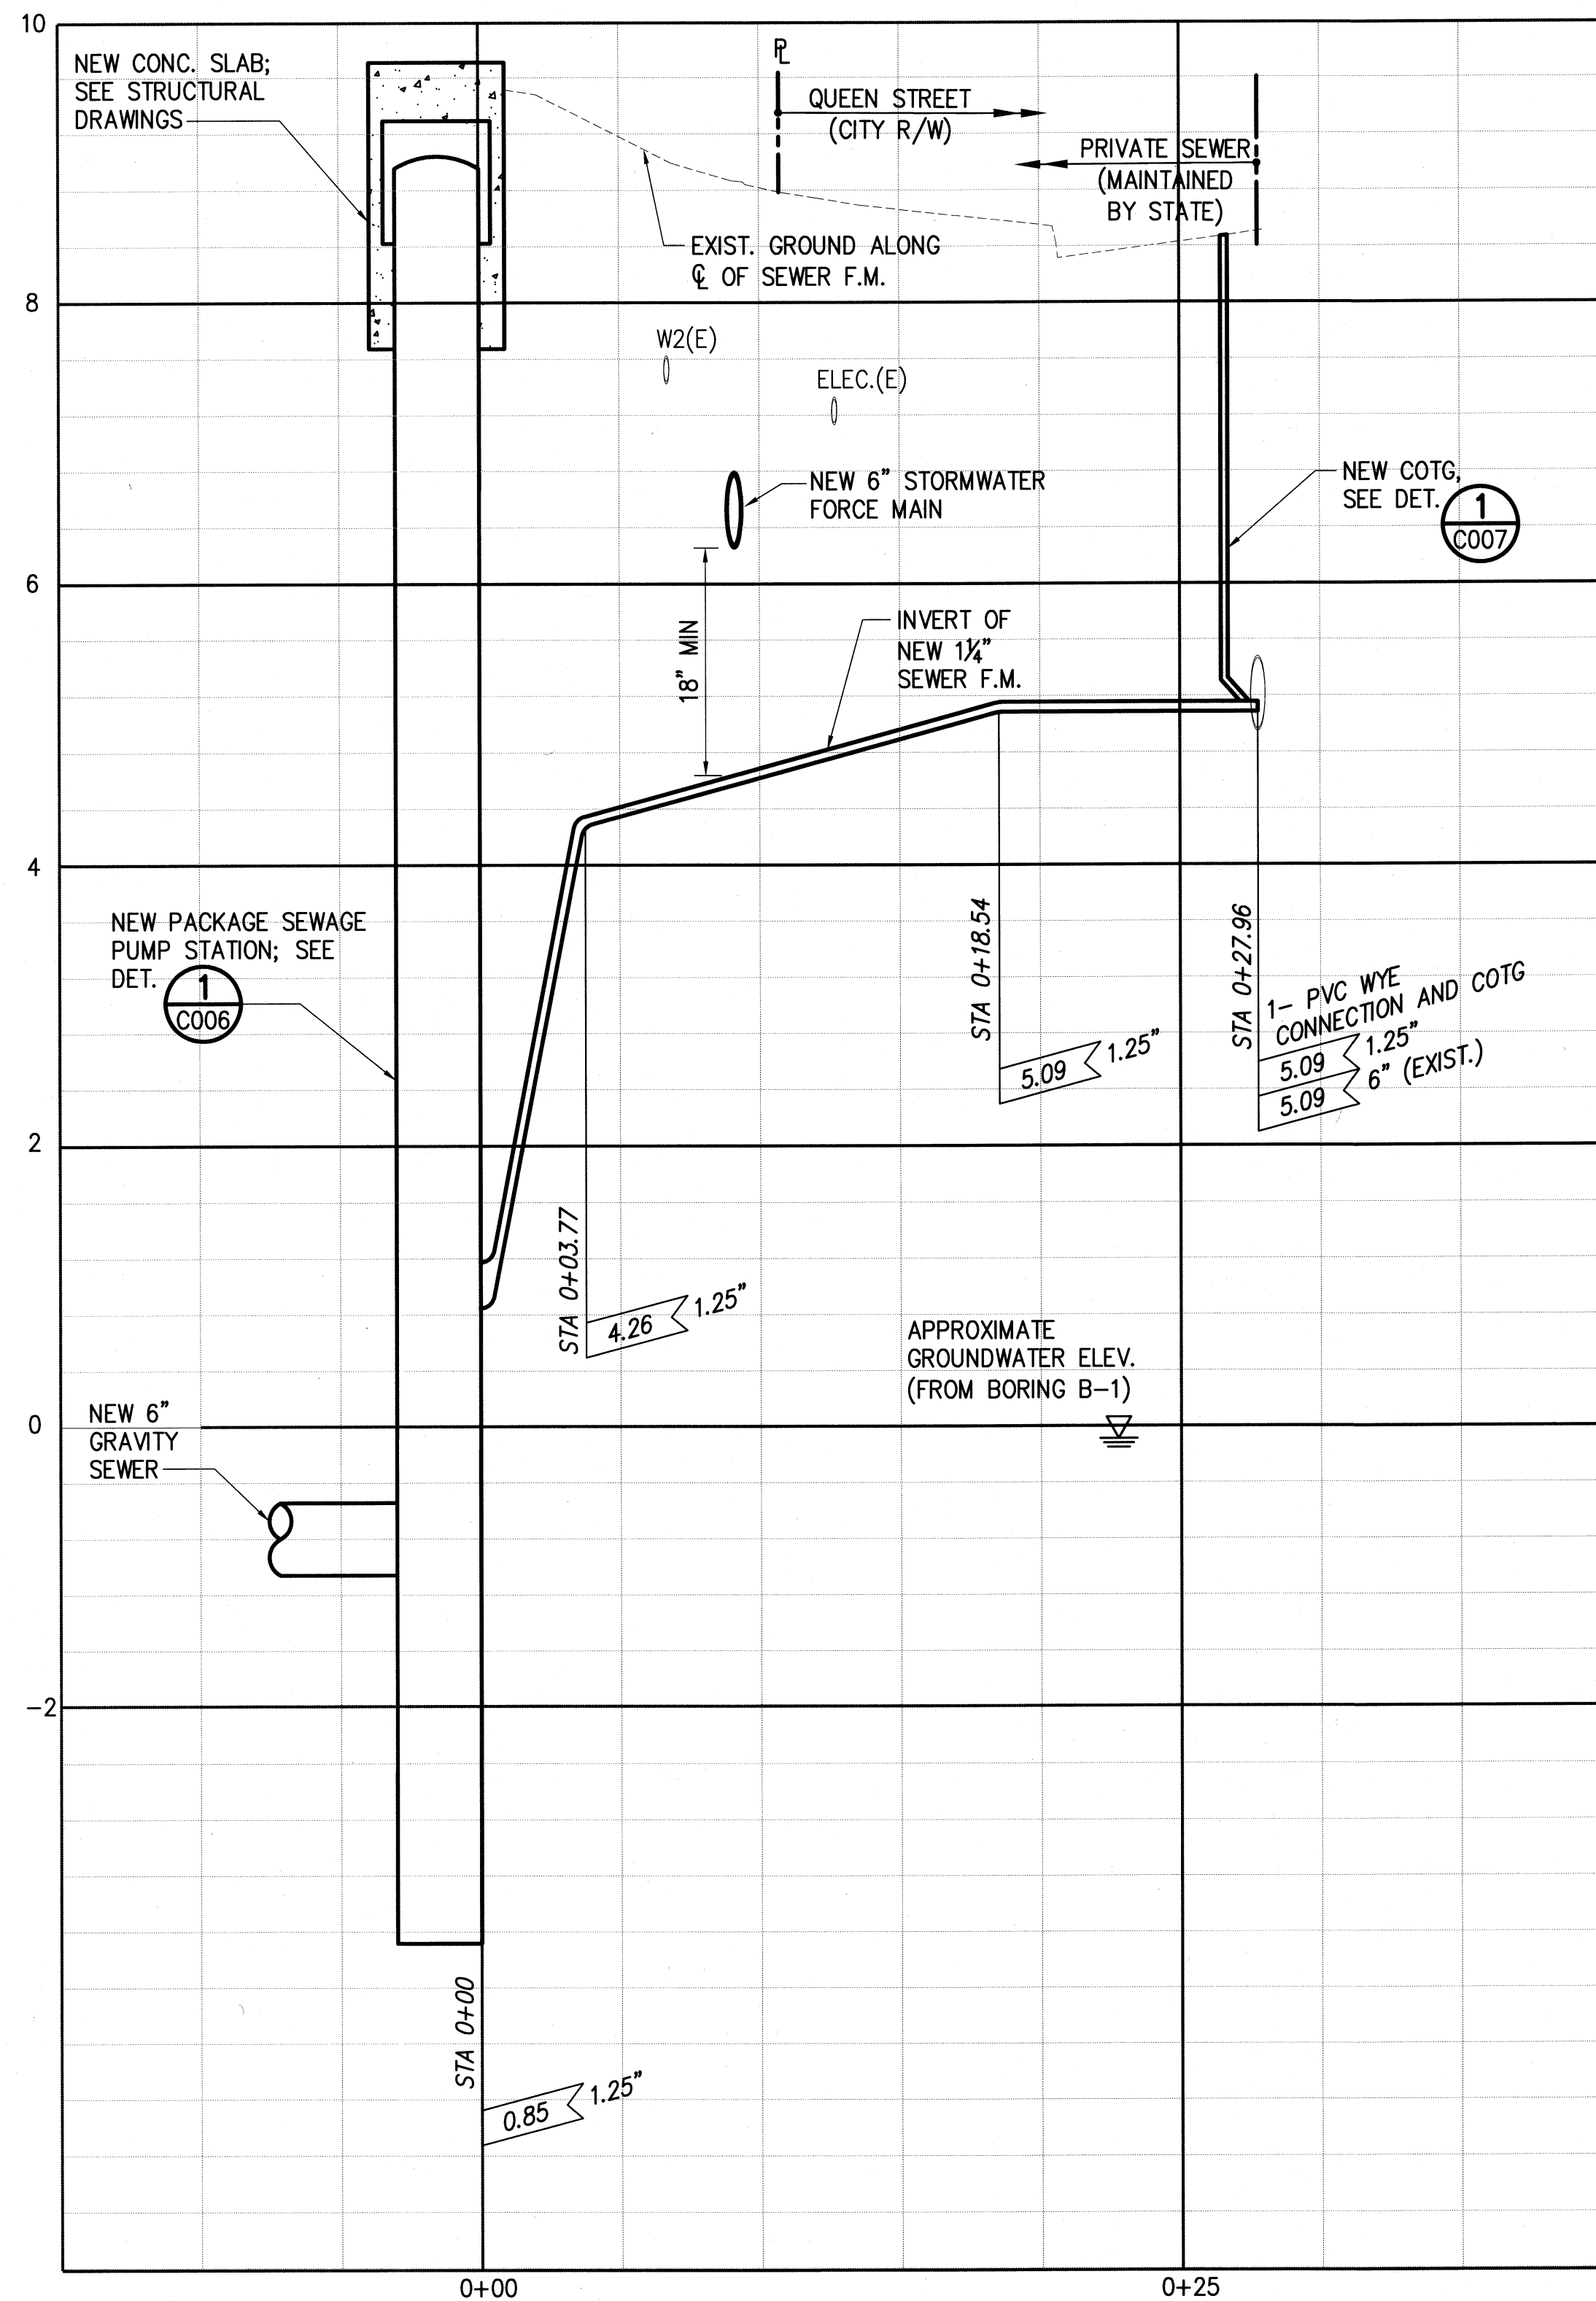 10
NEW CONC. SLAB;
SEE STRUCTURAL
DRAWINGS
PL
QUEEN STREET
(CITY R/W)
PRIVATE SEWER
(MAINTAINED
BY STATE)
EXIST. GROUND ALONG
CL OF SEWER F.M.
8
W2(E)
ELEC.(E)
NEW 6" STORMWATER
FORCE MAIN
NEW COTG,
SEE DET.
1
C007
6
18" MIN
INVERT OF
NEW 1¼"
SEWER F.M.
4
NEW PACKAGE SEWAGE
PUMP STATION; SEE
DET.
1
C006
STA 0+18.54
5.09 1.25"
STA 0+27.96
1- PVC WYE
CONNECTION AND COTG
5.09 1.25"
5.09 6" (EXIST.)
2
STA 0+03.77
4.26 1.25"
APPROXIMATE
GROUNDWATER ELEV.
(FROM BORING B-1)
0
NEW 6"
GRAVITY
SEWER
-2
STA 0+00
0.85 1.25"
0+00
0+25